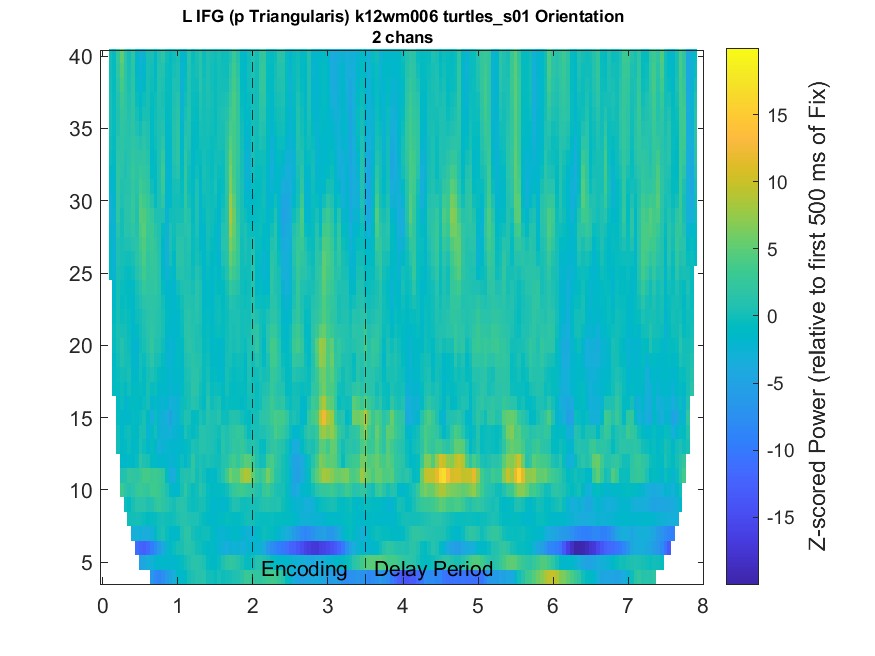 L IFG (p Triangularis) k12wm006 turtles_s01 Orientation
2 chans
40
35
30
25
20
15
10
5
Encoding
Delay Period
0 1 2 3 4 5 6 7 8
15
10
5
0
-5
-10
-15
Z-scored Power (relative to first 500 ms of Fix)